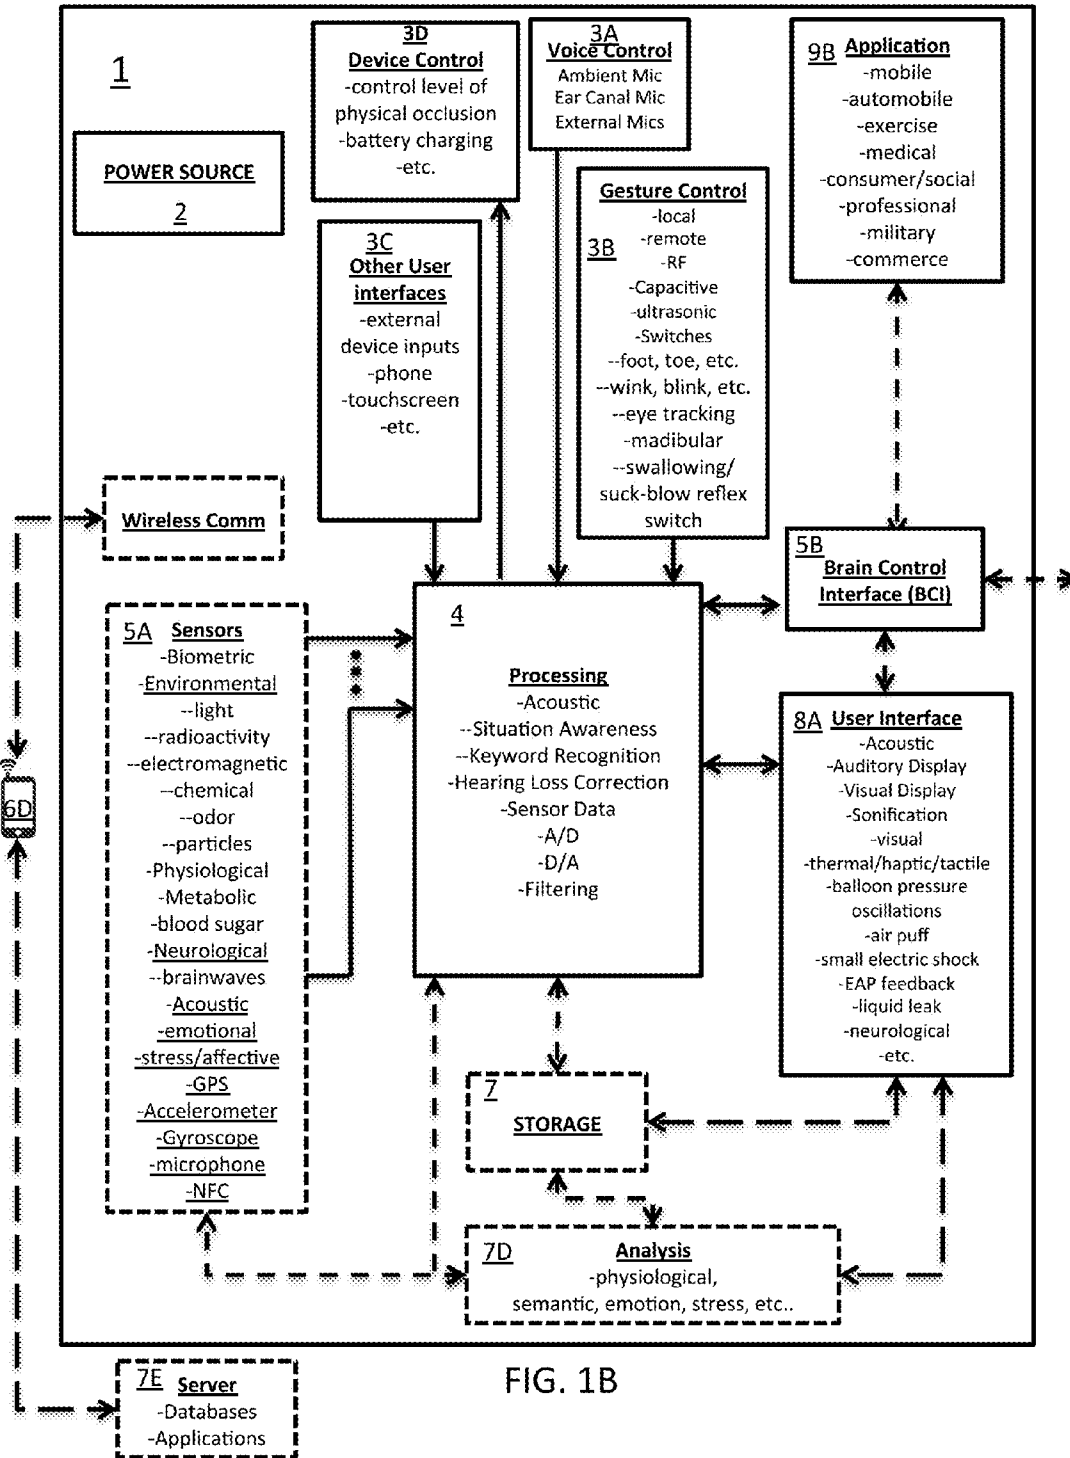 1
POWER SOURCE
2
3D
Device Control
-control level of
physical occlusion
-battery charging
-etc.
3A
Voice Control
Ambient Mic
Ear Canal Mic
External Mics
9B
Application
-mobile
-automobile
-exercise
-medical
-consumer/social
-professional
-military
-commerce
3C
Other User
interfaces
-external
device inputs
-phone
-touchscreen
-etc.
Gesture Control
3B
-local
-remote
-RF
-Capacitive
-ultrasonic
-Switches
--foot, toe, etc.
--wink, blink, etc.
--eye tracking
-madibular
--swallowing/
suck-blow reflex
switch
Wireless Comm
5B
Brain Control
Interface (BCI)
5A
Sensors
-Biometric
-Environmental
--light
--radioactivity
--electromagnetic
--chemical
--odor
--particles
-Physiological
-Metabolic
-blood sugar
-Neurological
--brainwaves
-Acoustic
-emotional
-stress/affective
-GPS
-Accelerometer
-Gyroscope
-microphone
-NFC
4
Processing
-Acoustic
--Situation Awareness
--Keyword Recognition
-Hearing Loss Correction
-Sensor Data
-A/D
-D/A
-Filtering
8A
User Interface
-Acoustic
-Auditory Display
-Visual Display
-Sonification
-visual
-thermal/haptic/tactile
-balloon pressure
oscillations
-air puff
-small electric shock
-EAP feedback
-liquid leak
-neurological
-etc.
6D
7
STORAGE
7D
Analysis
-physiological,
semantic, emotion, stress, etc..
7E
Server
-Databases
-Applications
FIG. 1B